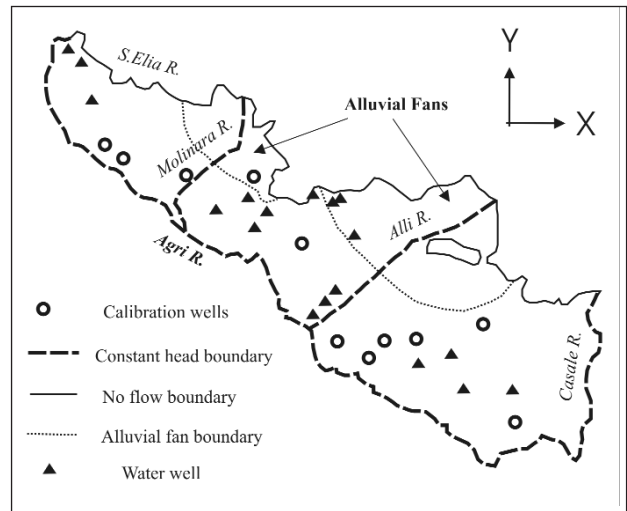 S.Elia R.
Y
X
Alluvial Fans
Molinara R.
Alli R.
Agri R.
Casale R.
Calibration wells
Constant head boundary
No flow boundary
Alluvial fan boundary
Water well